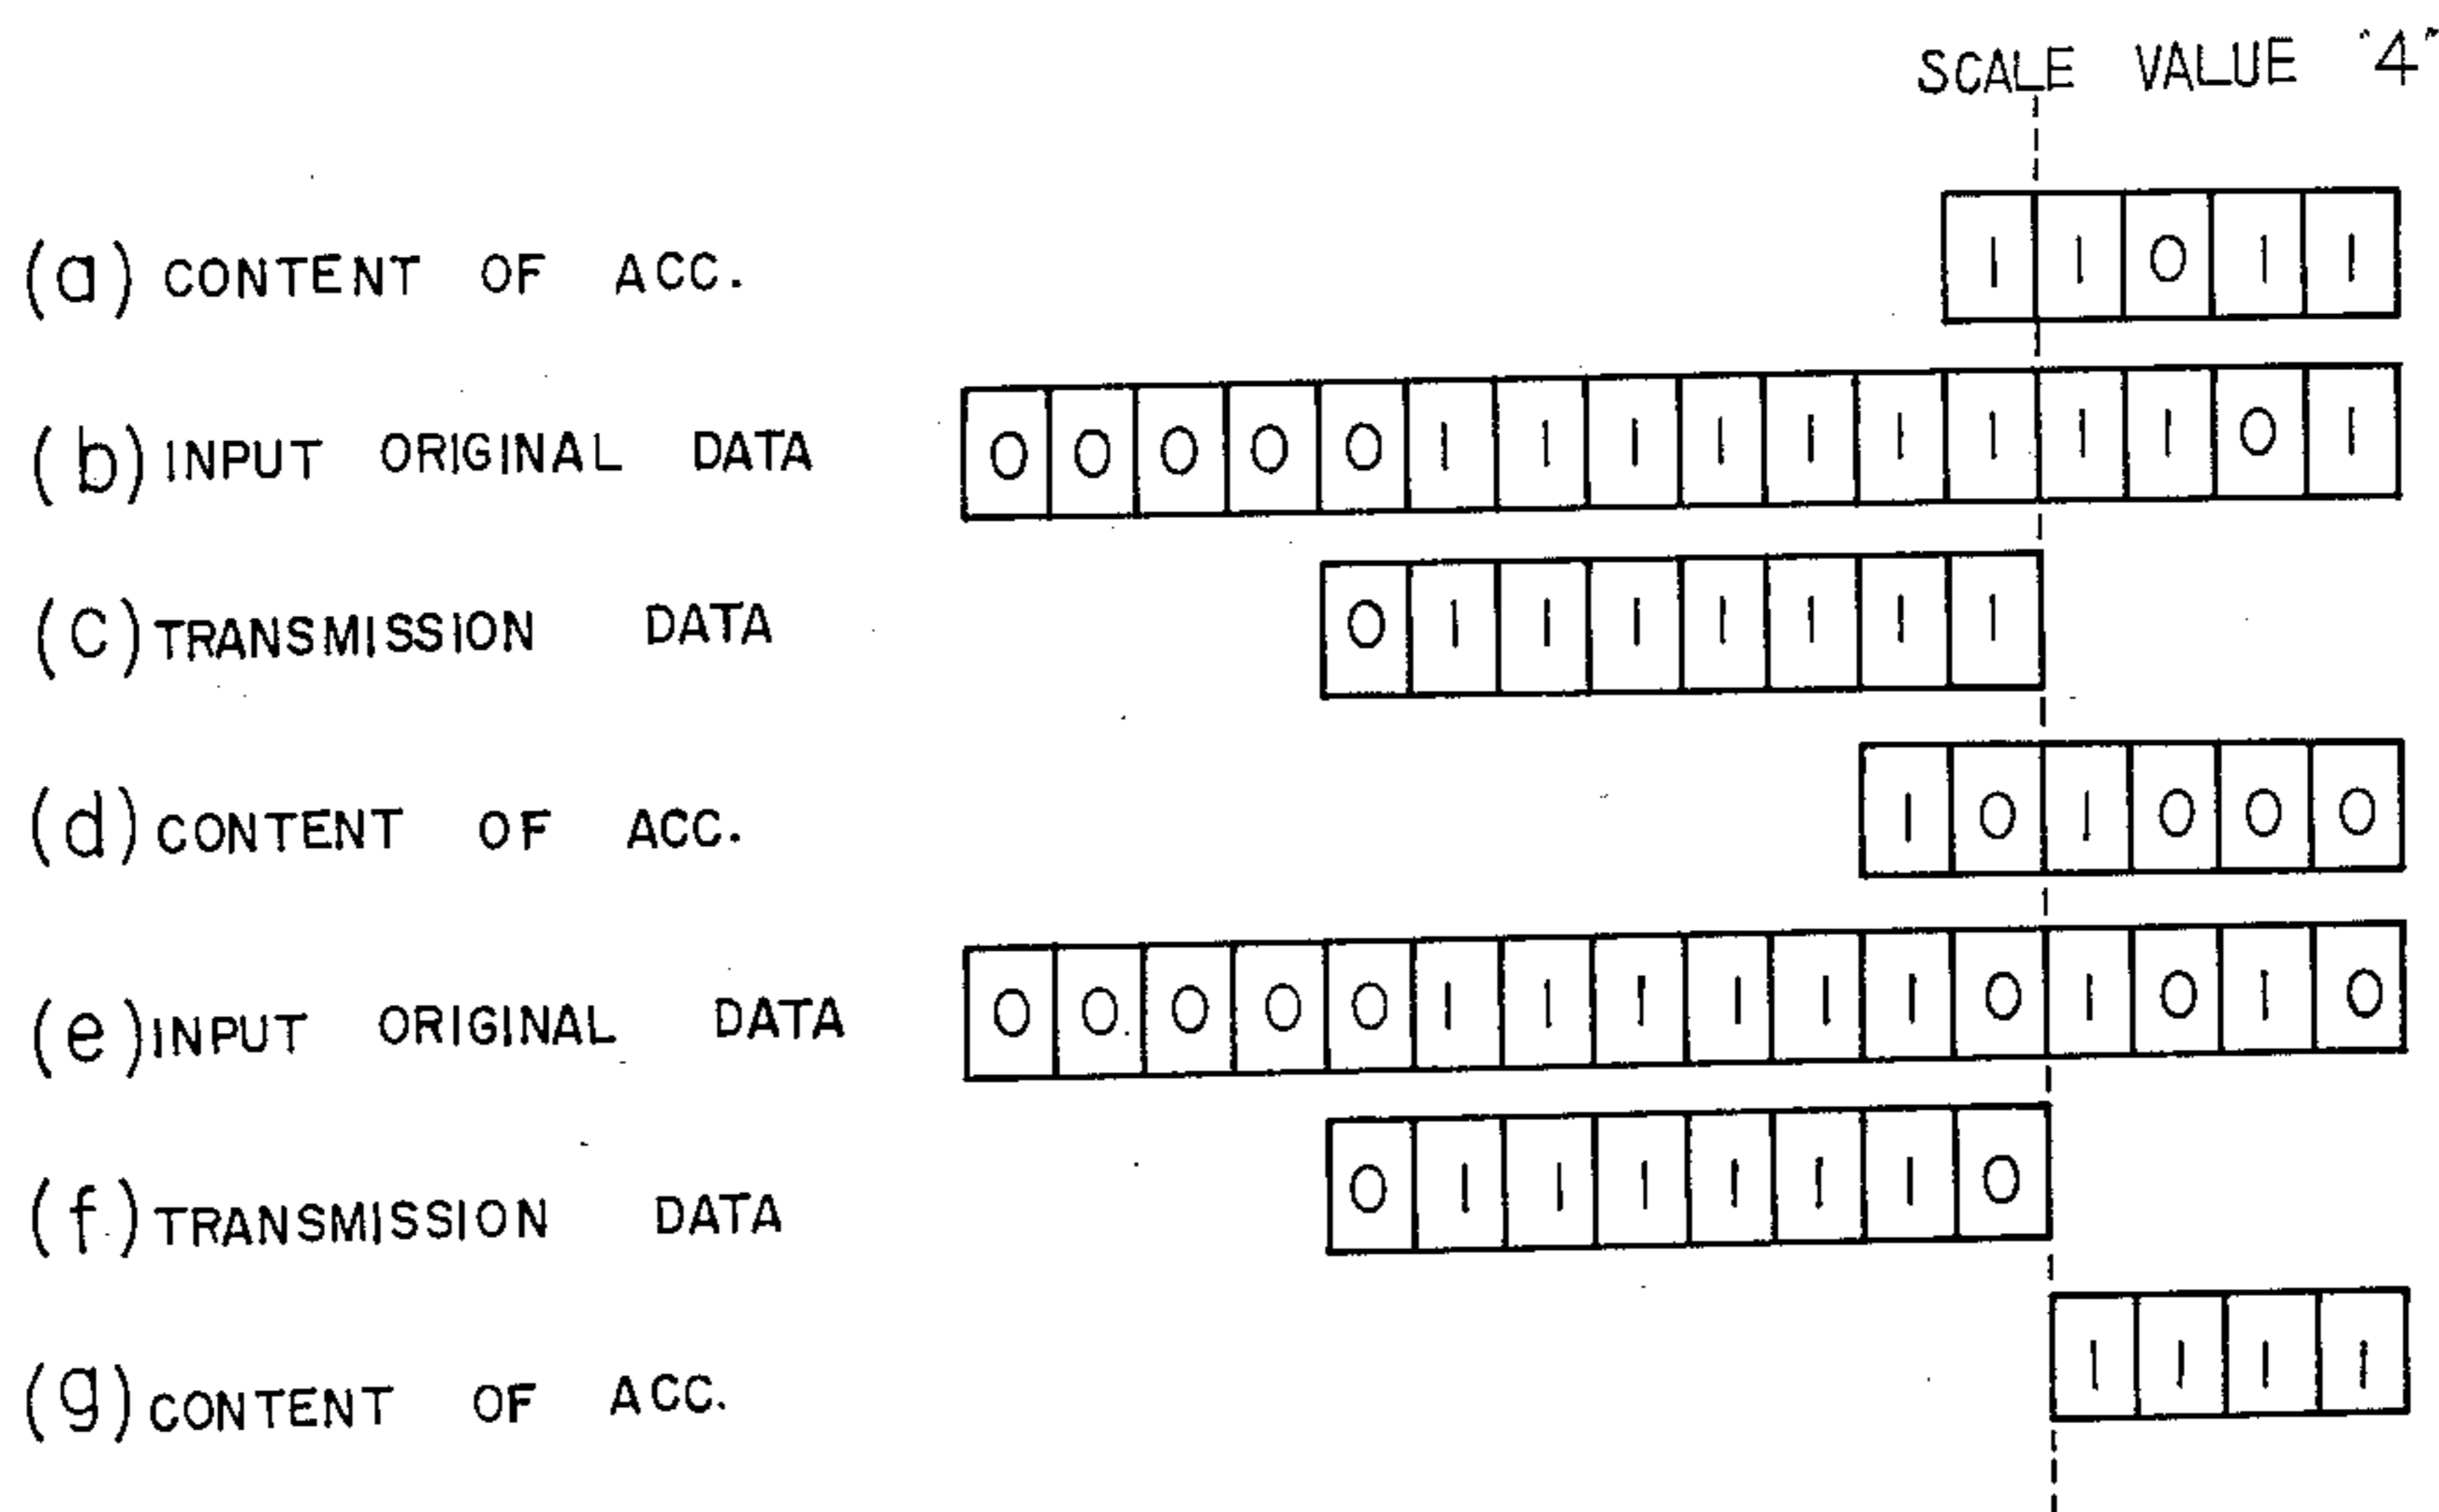 SCALE VALUE "4"
(a) CONTENT OF ACC. 1 1 0 1 1
(b) INPUT ORIGINAL DATA 0 0 0 0 0 1 1 1 1 1 1 1 1 1 0 1
(c) TRANSMISSION DATA 0 1 1 1 1 1 1 1
(d) CONTENT OF ACC. 1 0 1 0 0 0
(e) INPUT ORIGINAL DATA 0 0 0 0 0 1 1 1 1 1 1 0 1 0 1 0
(f) TRANSMISSION DATA 0 1 1 1 1 1 1 0
(g) CONTENT OF ACC. 1 1 1 1